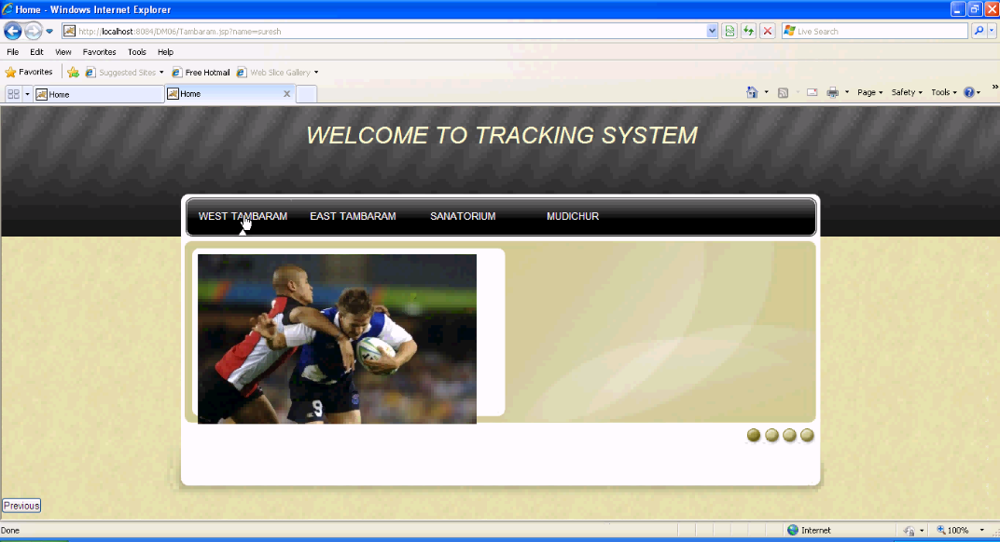 Home - Windows Internet Explorer
http://localhost:8084/DM06/Tambaram.jsp?name=suresh
Live Search
File Edit View Favorites Tools Help
Favorites Suggested Sites Free Hotmail Web Slice Gallery
Home Home Page Safety Tools
WELCOME TO TRACKING SYSTEM
WEST TAMBARAM EAST TAMBARAM SANATORIUM MUDICHUR
9
Previous
Done Internet 100%